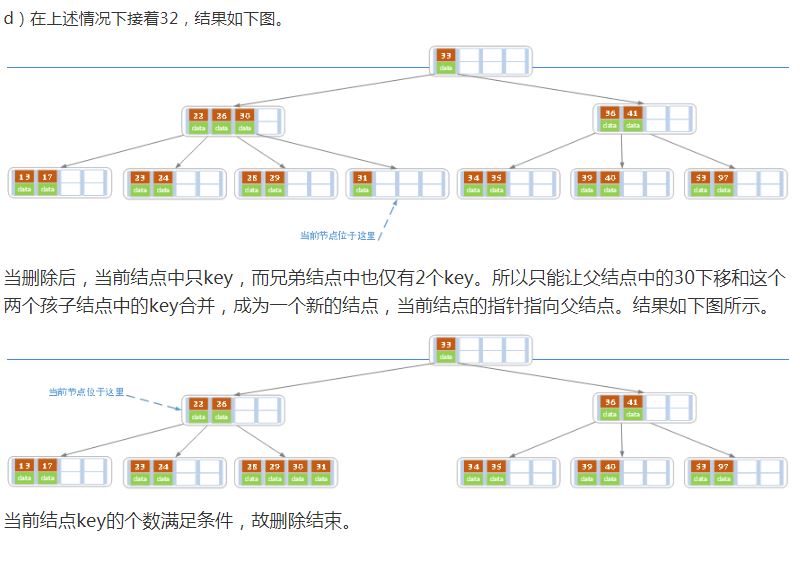 d）在上述情况下接着32，结果如下图。
33
data
22 26 30
data data data
36 41
data data
13 17
data data
23 24
data data
28 29
data data
31
data
34 35
data data
39 40
data data
53 97
data data
当前节点位于这里
当删除后，当前结点中只key，而兄弟结点中也仅有2个key。所以只能让父结点中的30下移和这个
两个孩子结点中的key合并，成为一个新的结点，当前结点的指针指向父结点。结果如下图所示。
33
data
当前节点位于这里
22 26
data data
36 41
data data
13 17
data data
23 24
data data
28 29 30 31
data data data data
34 35
data data
39 40
data data
53 97
data data
当前结点key的个数满足条件，故删除结束。